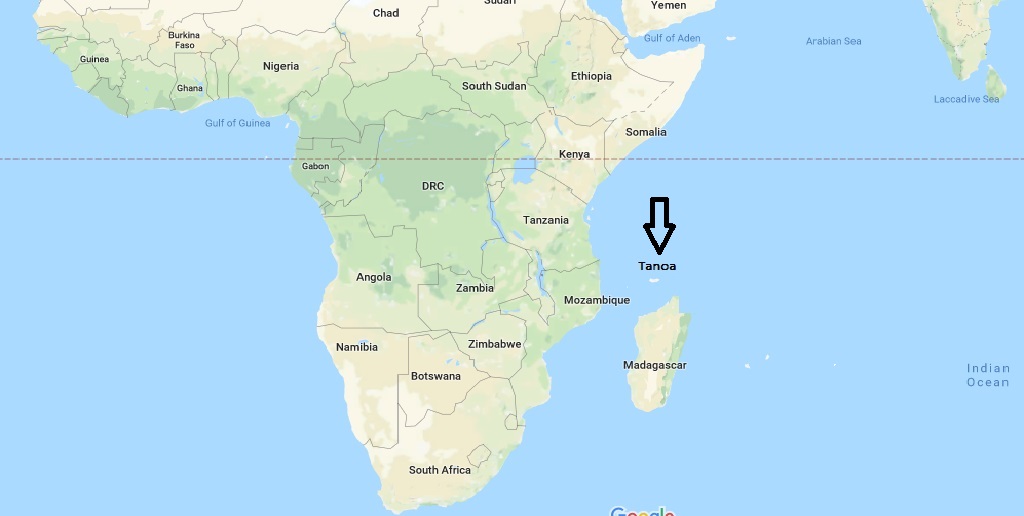 Sudan
Yemen
Chad
Gulf of Aden
Burkina
Faso
Arabian Sea
Guinea
Nigeria
Ethiopia
Ghana
South Sudan
Laccadive Sea
Gulf of Guinea
Somalia
Kenya
Gabon
DRC
Tanzania
Tanoa
Angola
Zambia
Mozambique
Zimbabwe
Namibia
Madagascar
Botswana
Indian
Ocean
South Africa
Google